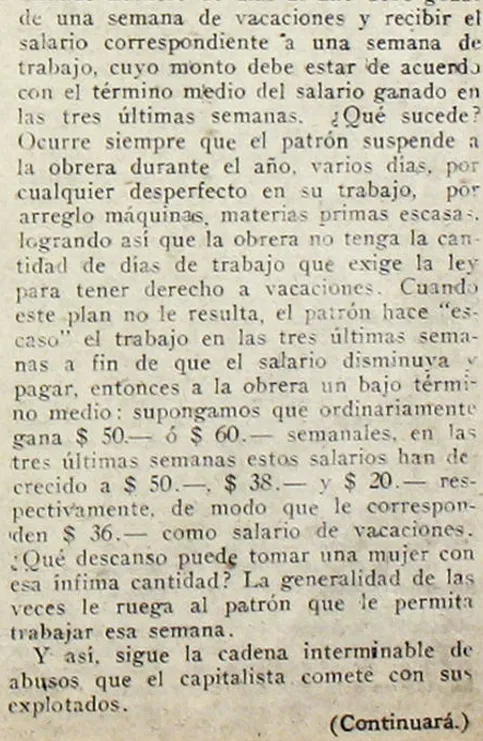 de una semana de vacaciones y recibir el
salario correspondiente a una semana de
trabajo, cuyo monto debe estar de acuerdo
con el término medio del salario ganado en
las tres últimas semanas. ¿Qué sucede?
Ocurre siempre que el patrón suspende a
la obrera durante el año, varios dias, por
cualquier desperfecto en su trabajo, por
arreglo máquinas, materias primas escasas,
logrando así que la obrera no tenga la can-
tidad de dias de trabajo que exige la ley
para tener derecho a vacaciones. Cuando
este plan no le resulta, el patrón hace "es-
caso" el trabajo en las tres últimas sema-
nas a fin de que el salario disminuya y
pagar, entonces a la obrera un bajo térmi-
no medio: supongamos que ordinariamente
gana $ 50.— ó $ 60.— semanales, en las
tres últimas semanas estos salarios han de
crecido a $ 50.—, $ 38.— y $ 20.— res-
pectivamente, de modo que le correspon-
den $ 36.— como salario de vacaciones.
¿Qué descanso puede tomar una mujer con
esa ínfima cantidad? La generalidad de las
veces le ruega al patrón que le permita
trabajar esa semana.
Y así, sigue la cadena interminable de
abusos que el capitalista comete con sus
explotados.
(Continuará.)